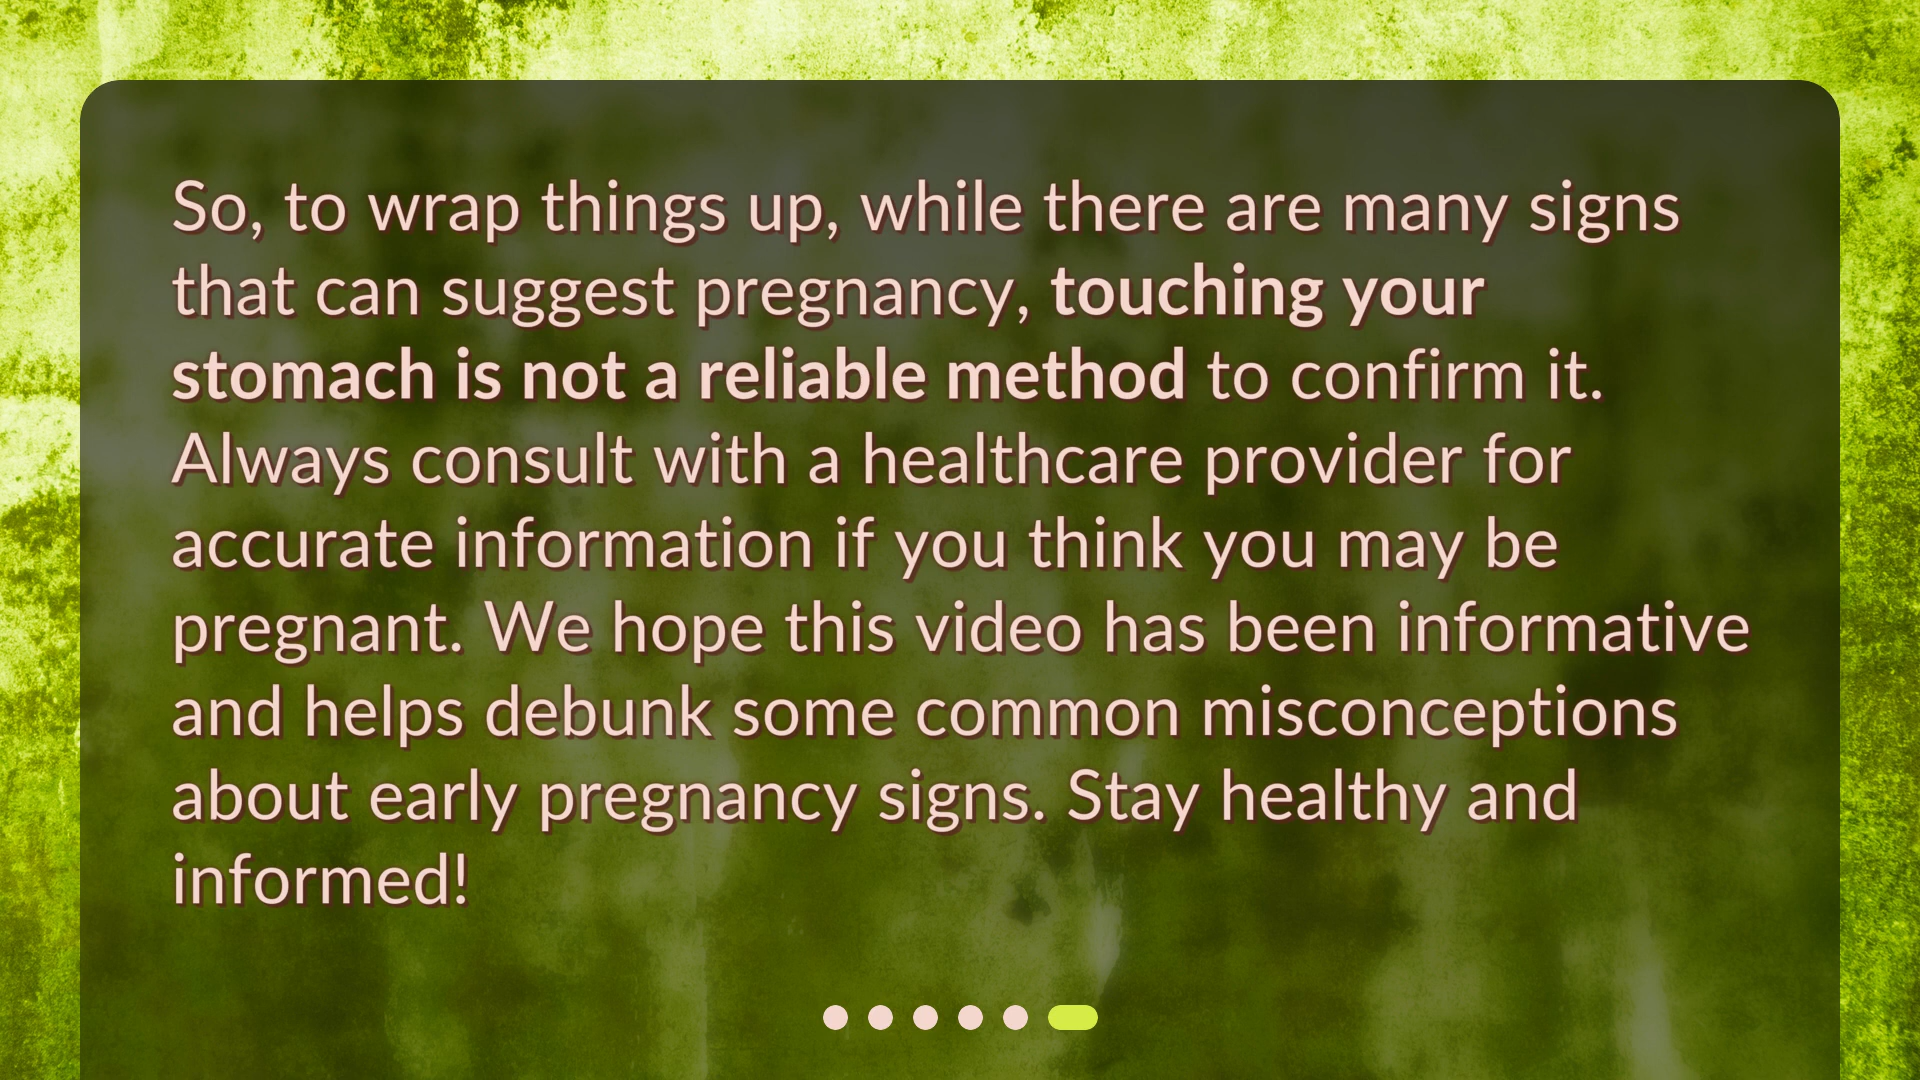 So, to wrap things up, while there are many signs
that can suggest pregnancy, touching your
stomach is not a reliable method to confirm it.
Always consult with a healthcare provider for
accurate information if you think you may be
pregnant. We hope this video has been informative
and helps debunk some common misconceptions
about early pregnancy signs. Stay healthy and
informed!